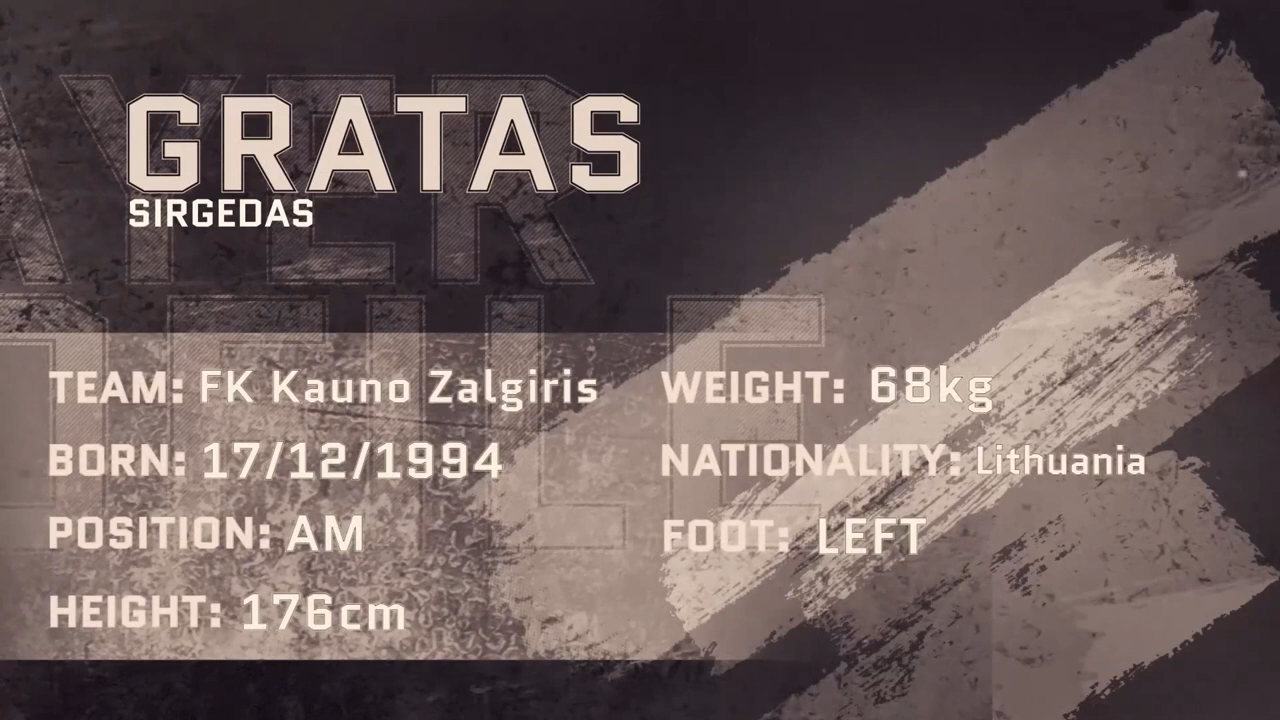 GRATAS
SIRGEDAS
TEAM: FK Kauno Zalgiris
BORN: 17/12/1994
POSITION: AM
HEIGHT: 176cm
WEIGHT: 68kg
NATIONALITY: Lithuania
FOOT: LEFT